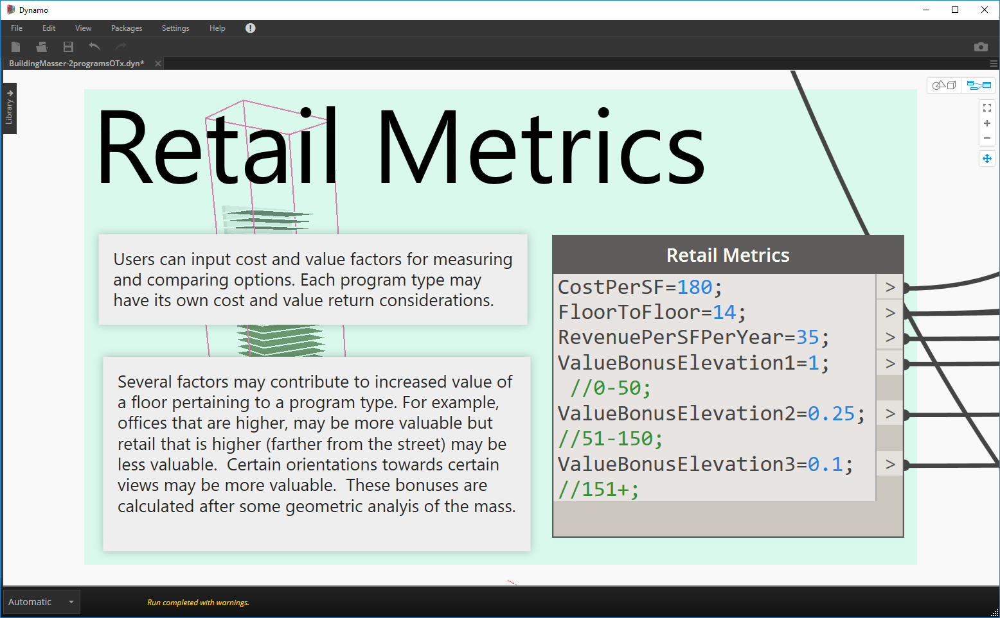 Dynamo
File Edit View Packages Settings Help
BuildingMasser-2programsOTx.dyn*
Library
Retail Metrics
Users can input cost and value factors for measuring
and comparing options. Each program type may
have its own cost and value return considerations.
Several factors may contribute to increased value of
a floor pertaining to a program type. For example,
offices that are higher, may be more valuable but
retail that is higher (farther from the street) may be
less valuable.  Certain orientations towards certain
views may be more valuable.  These bonuses are
calculated after some geometric analyis of the mass.
Retail Metrics
CostPerSF=180; >
FloorToFloor=14; >
RevenuePerSFPerYear=35; >
ValueBonusElevation1=1; >
//0-50;
ValueBonusElevation2=0.25; >
//51-150;
ValueBonusElevation3=0.1; >
//151+;
Automatic
Run completed with warnings.